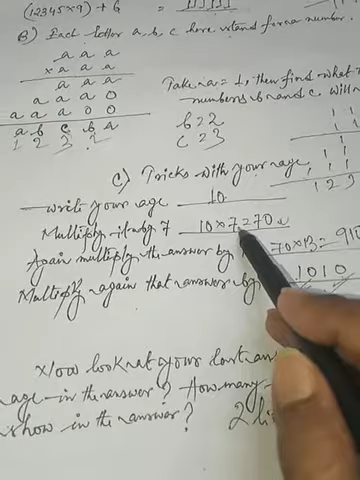 (12345×9) + 6 = 111111
B) Each letter a, b, c here stand for a number.
a a a
× a a a
a a a
a a a 0
a a a 0 0
a b c b a
1 2 3 2
Take a = 1, then find what
numbers b and c will
b = 2
c = 3
1 1
1 1
1 1
1 2 3
C) Tricks with your age
Write your age 10
Multiply it by 7 10 × 7 = 70
Again multiply the answer by 70 × 13 = 910
Multiply again that answer by 1010
Now look at your last ans
age in the answer? How many
show in the answer? 2